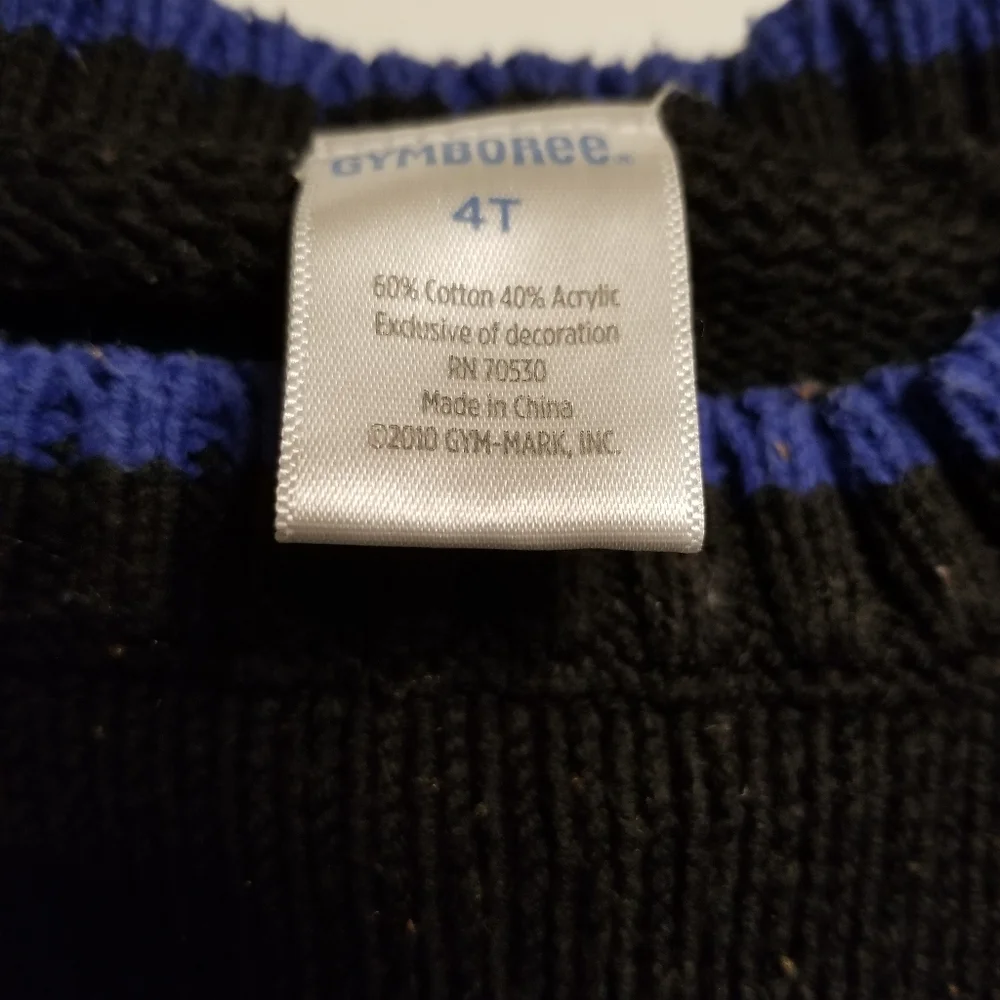 GYMBOREE®
4T
60% Cotton 40% Acrylic
Exclusive of decoration
RN 70530
Made in China
©2010 GYM-MARK, INC.